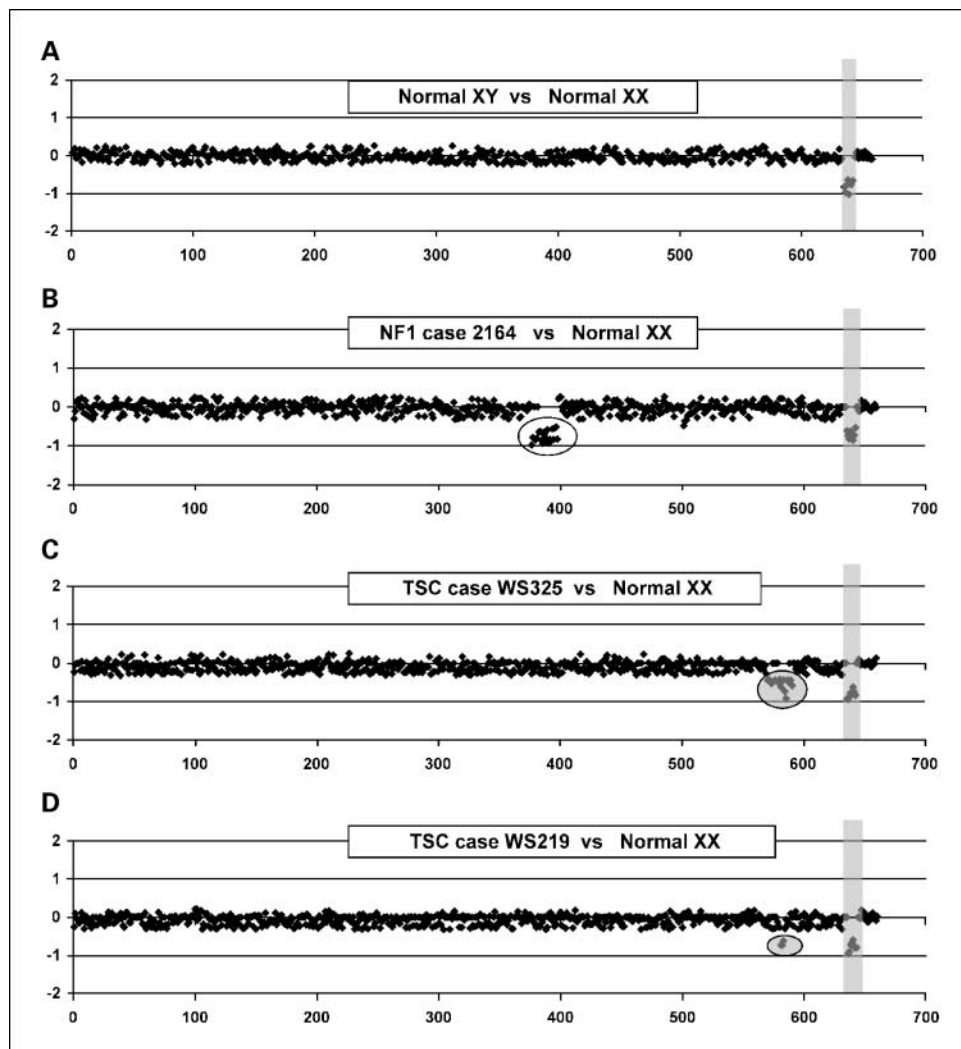 A
Normal XY vs Normal XX
2
1
0
-1
-2
0 100 200 300 400 500 600 700
B
NF1 case 2164 vs Normal XX
2
1
0
-1
-2
0 100 200 300 400 500 600 700
C
TSC case WS325 vs Normal XX
2
1
0
-1
-2
0 100 200 300 400 500 600 700
D
TSC case WS219 vs Normal XX
2
1
0
-1
-2
0 100 200 300 400 500 600 700